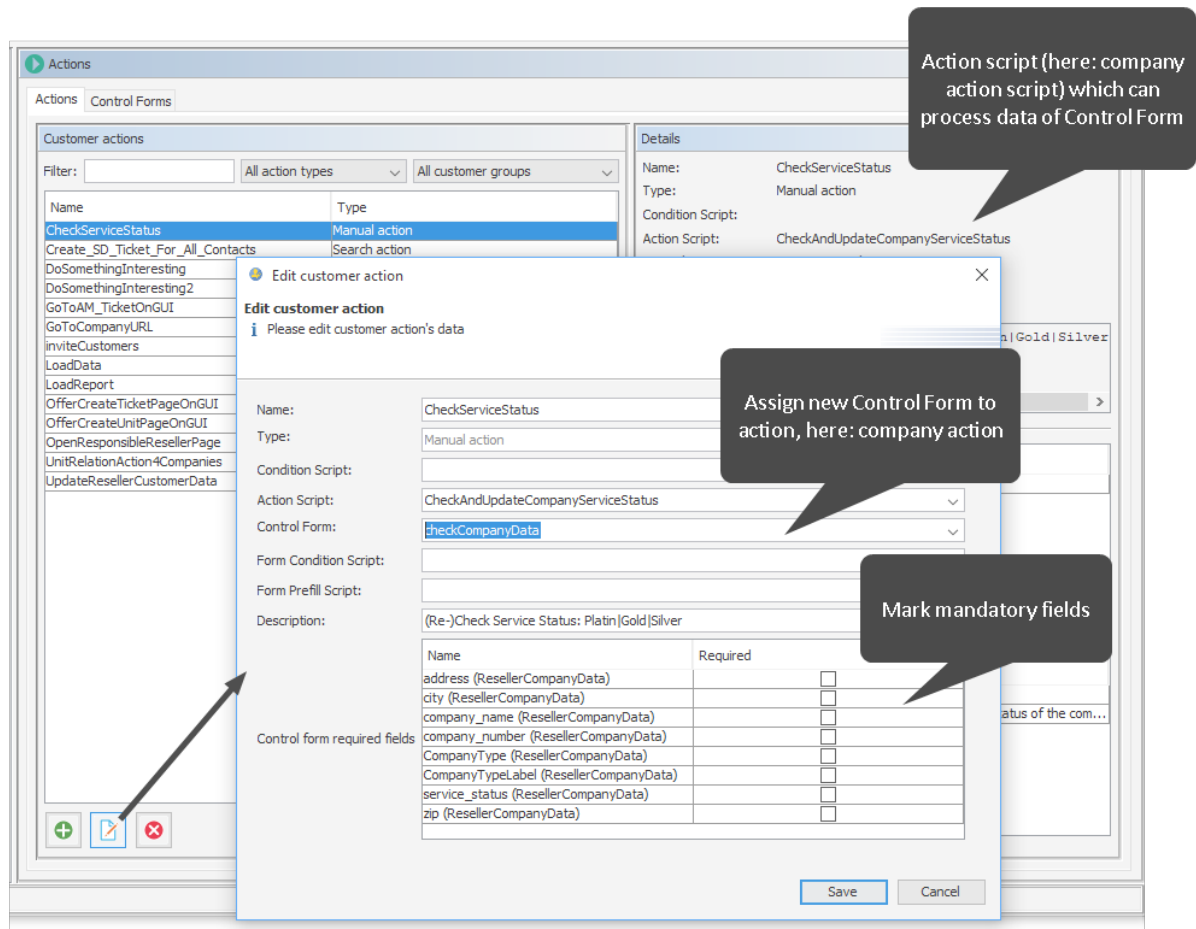 Action script (here: company
action script) which can
process data of Control Form
Actions
Actions Control Forms
Customer actions
Filter: All action types All customer groups
Name Type
CheckServiceStatus Manual action
Create_SD_Ticket_For_All_Contacts Search action
DoSomethingInteresting
DoSomethingInteresting2
GoToAM_TicketOnGUI
GoToCompanyURL
inviteCustomers
LoadData
LoadReport
OfferCreateTicketPageOnGUI
OfferCreateUnitPageOnGUI
OpenResponsibleResellerPage
UnitRelationAction4Companies
UpdateResellerCustomerData
Details
Name: CheckServiceStatus
Type: Manual action
Condition Script:
Action Script: CheckAndUpdateCompanyServiceStatus
|Gold|Silver
atus of the com...
Edit customer action
Edit customer action
Please edit customer action's data
Assign new Control Form to
action, here: company action
Name: CheckServiceStatus
Type: Manual action
Condition Script:
Action Script: CheckAndUpdateCompanyServiceStatus
Control Form: checkCompanyData
Form Condition Script:
Form Prefill Script:
Description: (Re-)Check Service Status: Platin|Gold|Silver
Mark mandatory fields
Control form required fields
Name Required
address (ResellerCompanyData)
city (ResellerCompanyData)
company_name (ResellerCompanyData)
company_number (ResellerCompanyData)
CompanyType (ResellerCompanyData)
CompanyTypeLabel (ResellerCompanyData)
service_status (ResellerCompanyData)
zip (ResellerCompanyData)
Save Cancel